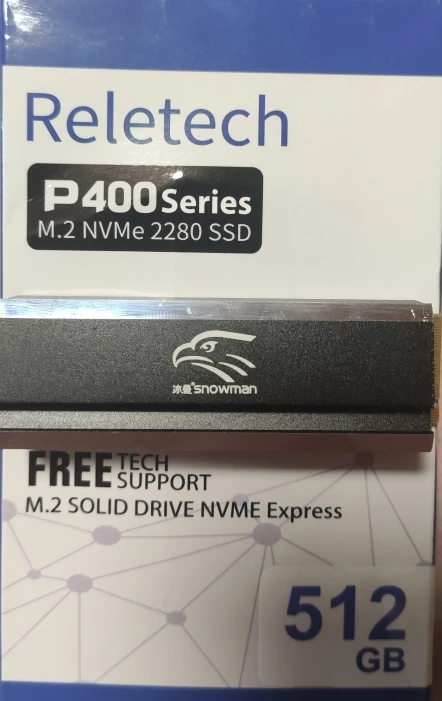 Reletech
P400 Series
M.2 NVMe 2280 SSD
冰曼 snowman
FREE TECH SUPPORT
M.2 SOLID DRIVE NVME Express
512
GB